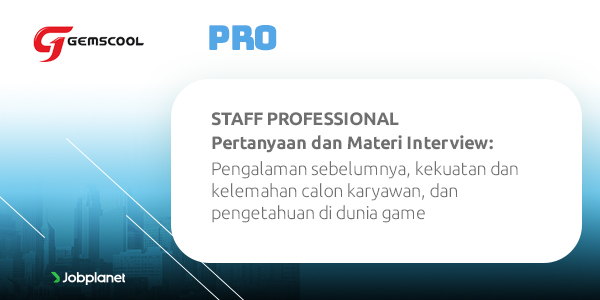 GEMSCOOL
PRO
STAFF PROFESSIONAL
Pertanyaan dan Materi Interview:
Pengalaman sebelumnya, kekuatan dan
kelemahan calon karyawan, dan
pengetahuan di dunia game
Jobplanet